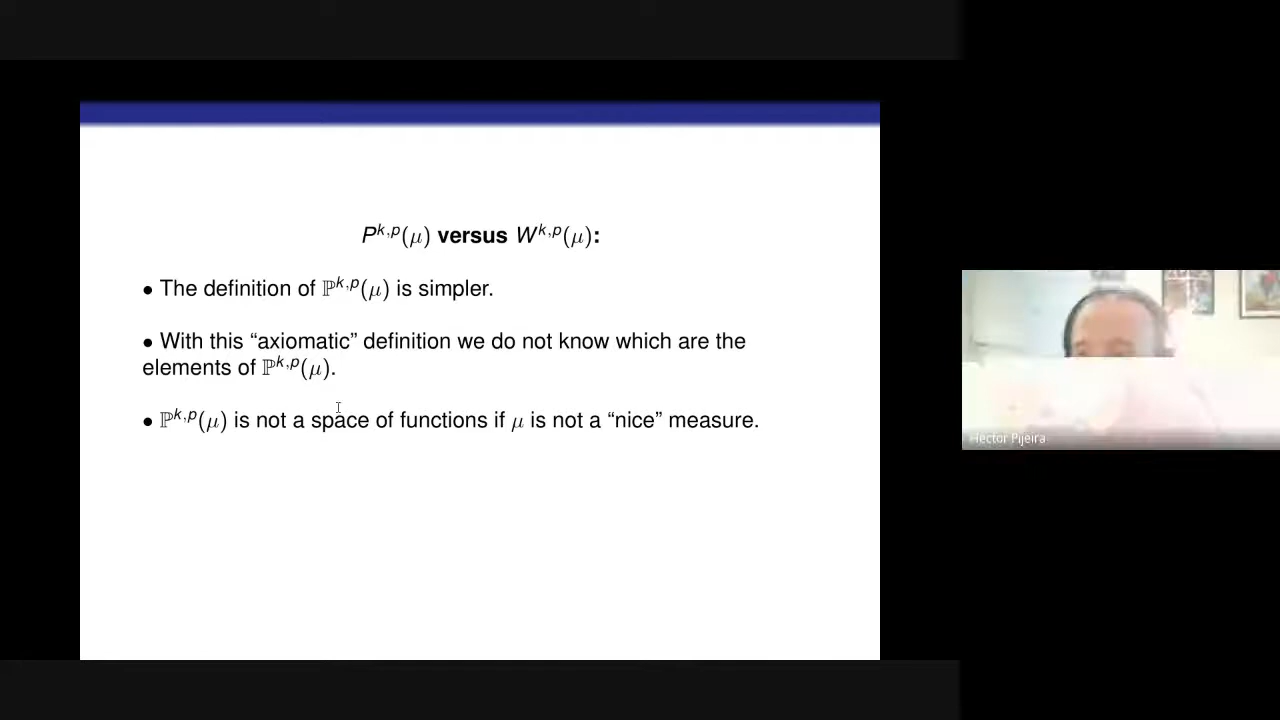 P^{k,p}(μ) versus W^{k,p}(μ):
• The definition of ℙ^{k,p}(μ) is simpler.
• With this “axiomatic” definition we do not know which are the
elements of ℙ^{k,p}(μ).
• ℙ^{k,p}(μ) is not a space of functions if μ is not a “nice” measure.
Hector Pijeira